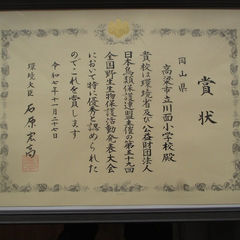 賞状
岡山県
高梁市立川面小学校殿
貴校は環境省及び公益財団法人
日本鳥類保護連盟主催の第五十九回
全国野生生物保護活動発表大会
において特に優秀と認められた
のでこれを賞します
令和七年十一月二十七日
環境大臣 石原宏高